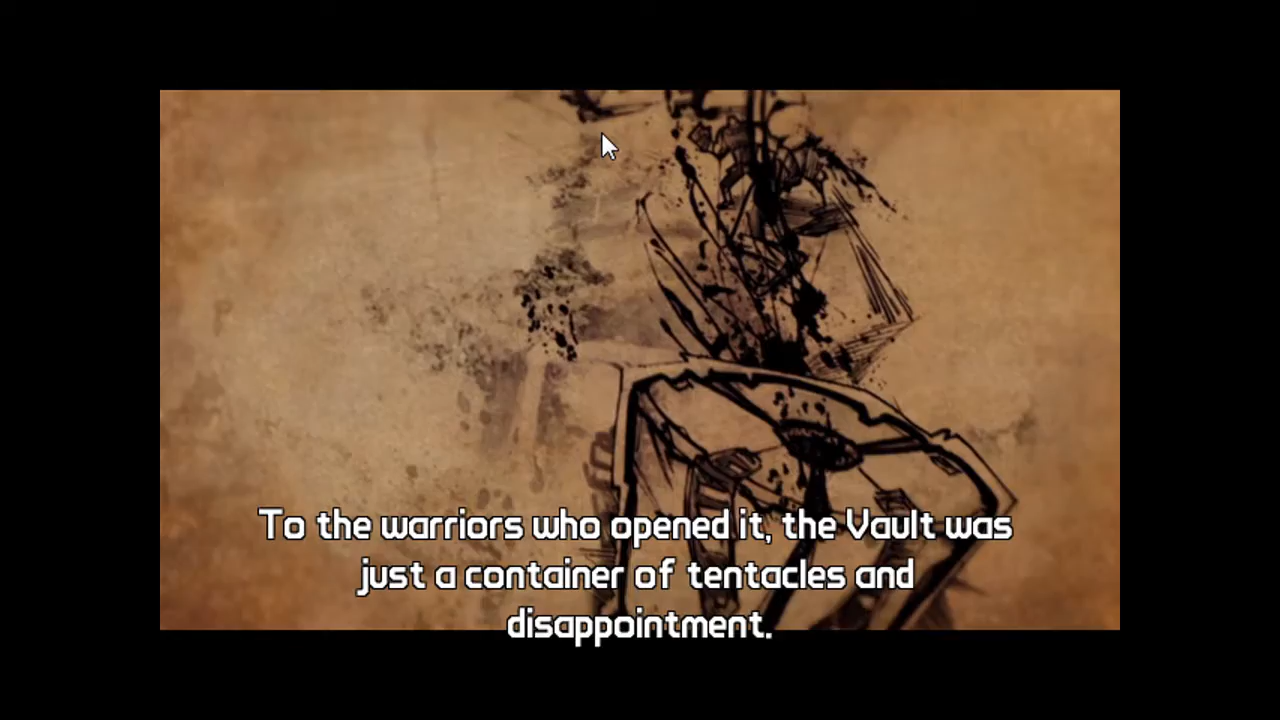 To the warriors who opened it, the Vault was
just a container of tentacles and
disappointment.